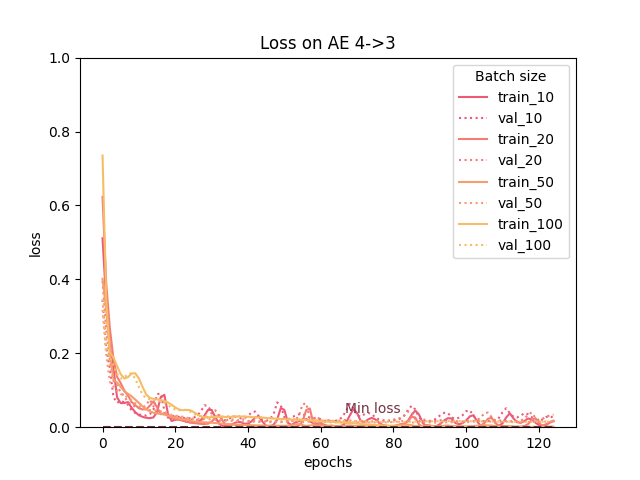 Loss on AE 4->3
1.0
0.8
0.6
0.4
0.2
0.0
loss
Batch size
train_10
val_10
train_20
val_20
train_50
val_50
train_100
val_100
Min loss
0
20
40
60
80
100
120
epochs